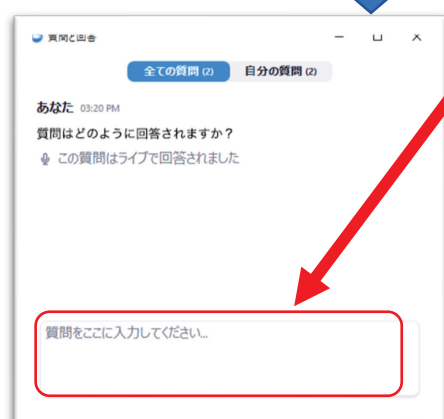 質問と回答
全ての質問 (2) 自分の質問 (2)
あなた 03:20 PM
質問はどのように回答されますか？
この質問はライブで回答されました
質問をここに入力してください...